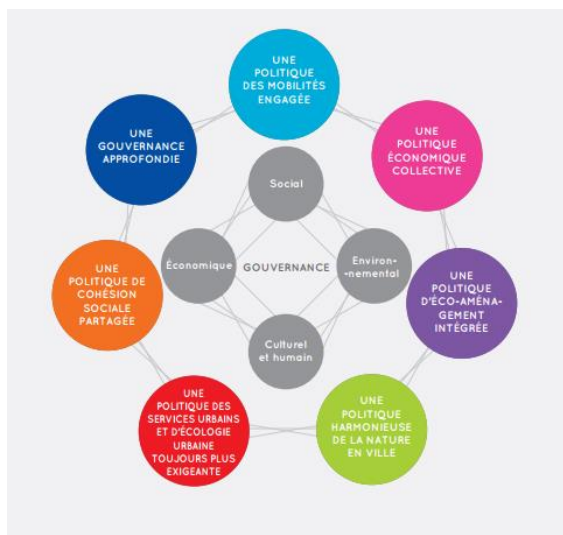 UNE
POLITIQUE
DES MOBILITÉS
ENGAGÉE
UNE
GOUVERNANCE
APPROFONDIE
UNE
POLITIQUE
ÉCONOMIQUE
COLLECTIVE
Social
Économique
GOUVERNANCE
Environ-
-nemental
Culturel
et humain
UNE
POLITIQUE DE
COHÉSION
SOCIALE
PARTAGÉE
UNE
POLITIQUE
D'ÉCO-AMÉNA-
GEMENT
INTÉGRÉE
UNE
POLITIQUE DES
SERVICES URBAINS
ET D'ÉCOLOGIE
URBAINE
TOUJOURS PLUS
EXIGEANTE
UNE
POLITIQUE
HARMONIEUSE
DE LA NATURE
EN VILLE